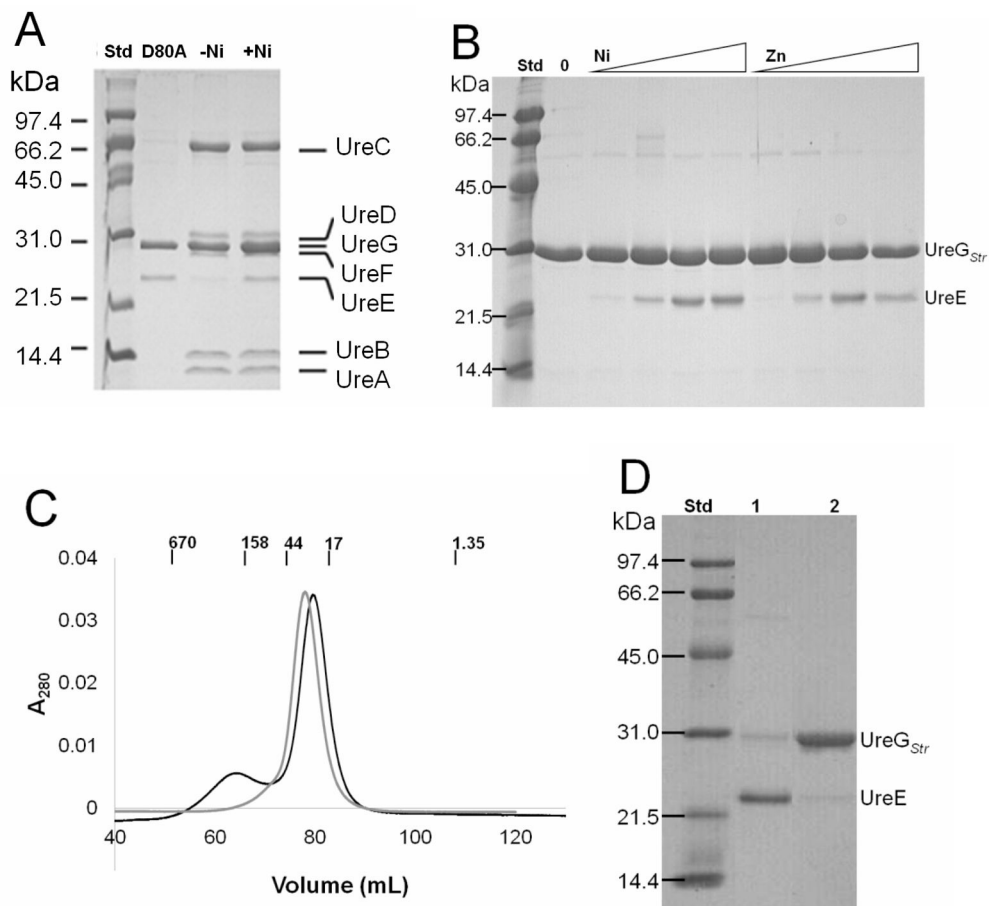 A
Std D80A -Ni +Ni
kDa
97.4
66.2
45.0
31.0
21.5
14.4
UreC
UreD
UreG
UreF
UreE
UreB
UreA
B
Std 0 Ni Zn
kDa
97.4
66.2
45.0
31.0
21.5
14.4
UreGStr
UreE
C
670 158 44 17 1.35
0.04
0.03
0.02
0.01
0
A280
40 60 80 100 120
Volume (mL)
D
Std 1 2
kDa
97.4
66.2
45.0
31.0
21.5
14.4
UreGStr
UreE